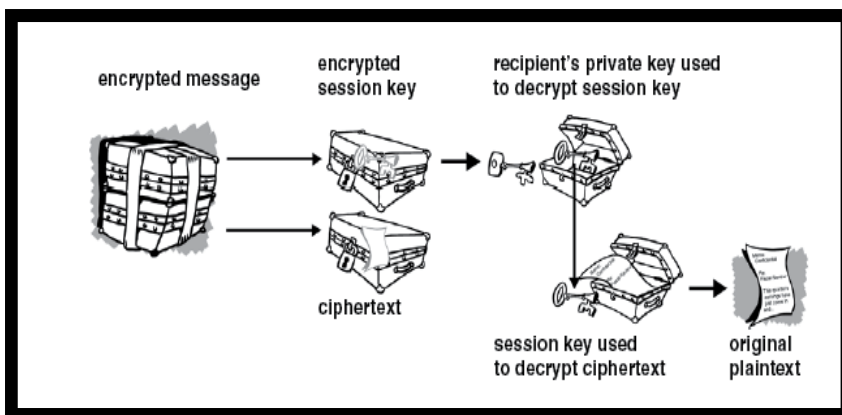 encrypted message
encrypted
session key
recipient's private key used
to decrypt session key
ciphertext
session key used
to decrypt ciphertext
original
plaintext